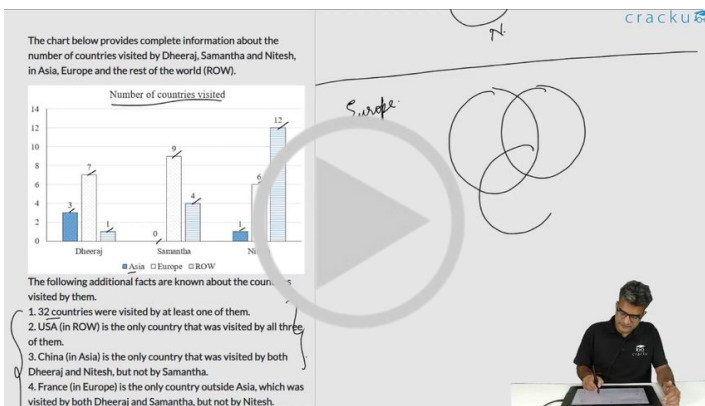 cracku
The chart below provides complete information about the
number of countries visited by Dheeraj, Samantha and Nitesh,
in Asia, Europe and the rest of the world (ROW).
Number of countries visited
14
12
10
8
6
4
2
0
3
7
1
0
9
4
1
6
12
Dheeraj
Samantha
Asia
Europe
ROW
The following additional facts are known about the
visited by them.
1. 32 countries were visited by at least one of them.
2. USA (in ROW) is the only country that was visited by all three
of them.
3. China (in Asia) is the only country that was visited by both
Dheeraj and Nitesh, but not by Samantha.
4. France (in Europe) is the only country outside Asia, which was
visited by both Dheeraj and Samantha, but not by Nitesh.
N.
Europe.